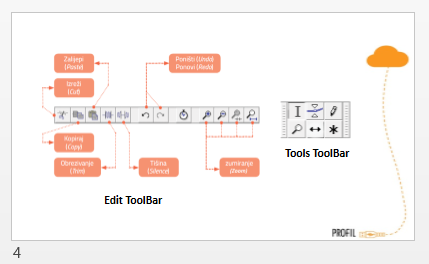 Zalijepi
(Paste)
Poništi (Undo)
Ponovi (Redo)
Izreži
(Cut)
Kopiraj
(Copy)
Obrezivanje
(Trim)
Tišina
(Silence)
zumiranje
(Zoom)
Tools ToolBar
Edit ToolBar
PROFIL
4